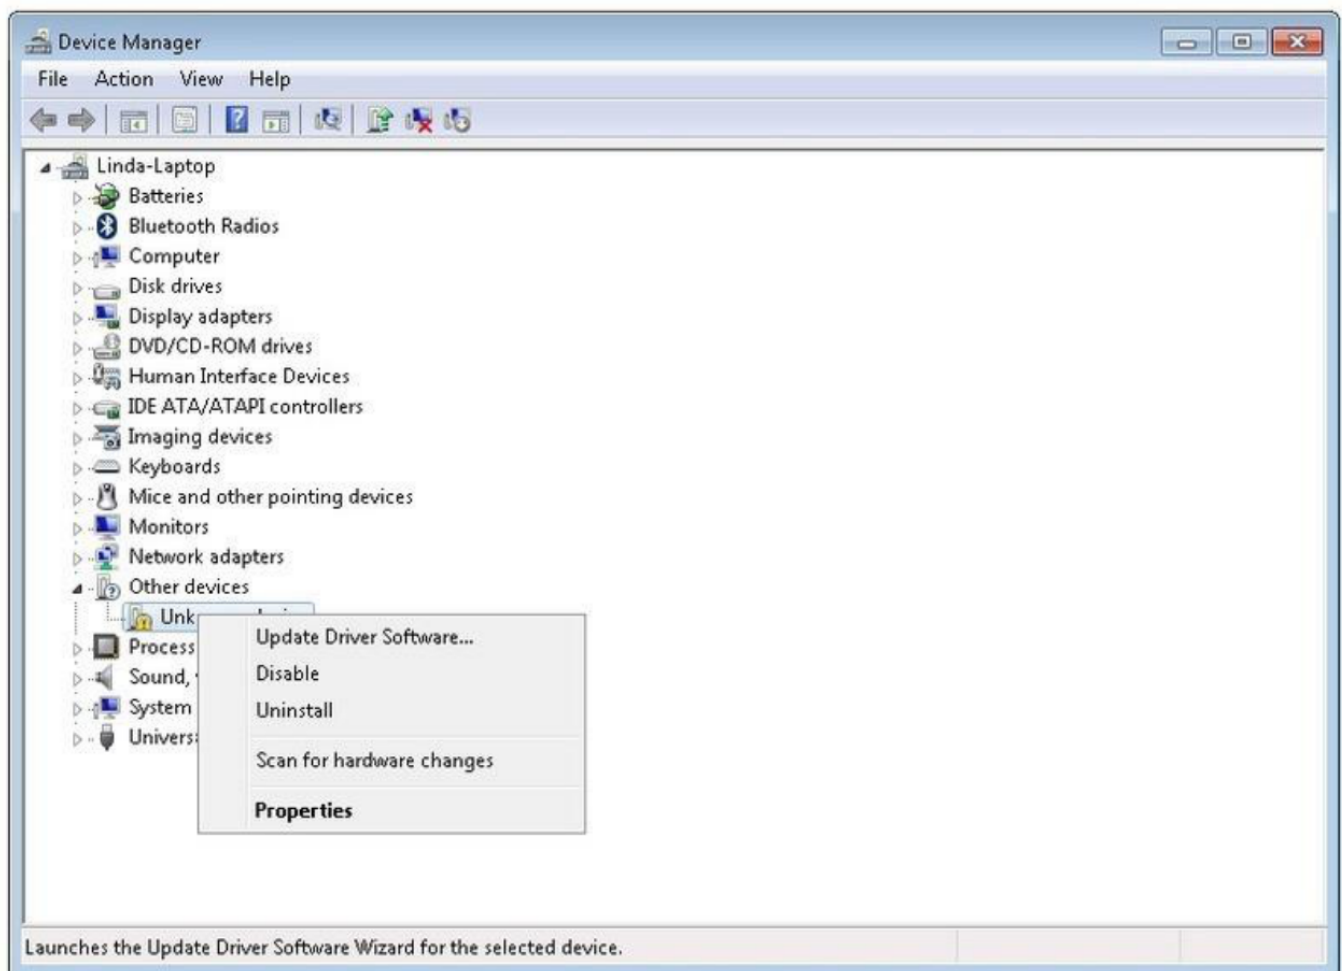 Device Manager
File Action View Help
Linda-Laptop
Batteries
Bluetooth Radios
Computer
Disk drives
Display adapters
DVD/CD-ROM drives
Human Interface Devices
IDE ATA/ATAPI controllers
Imaging devices
Keyboards
Mice and other pointing devices
Monitors
Network adapters
Other devices
Unk
Update Driver Software...
Process
Disable
Sound,
System
Uninstall
Univers
Scan for hardware changes
Properties
Launches the Update Driver Software Wizard for the selected device.